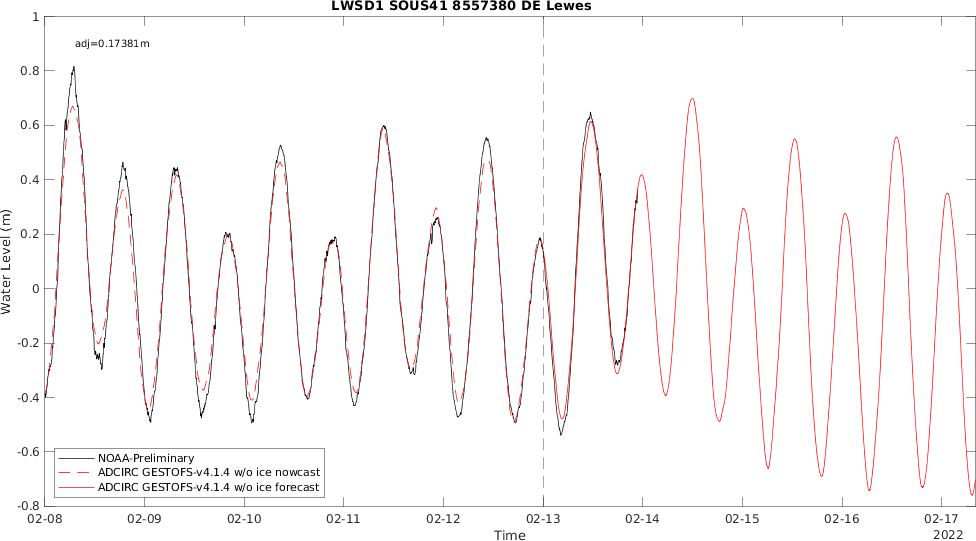 LWSD1 SOUS41 8557380 DE Lewes
adj=0.17381m
1
0.8
0.6
0.4
0.2
0
-0.2
-0.4
-0.6
-0.8
Water Level (m)
NOAA-Preliminary
ADCIRC GESTOFS-v4.1.4 w/o ice nowcast
ADCIRC GESTOFS-v4.1.4 w/o ice forecast
02-08 02-09 02-10 02-11 02-12 02-13 02-14 02-15 02-16 02-17
Time
2022